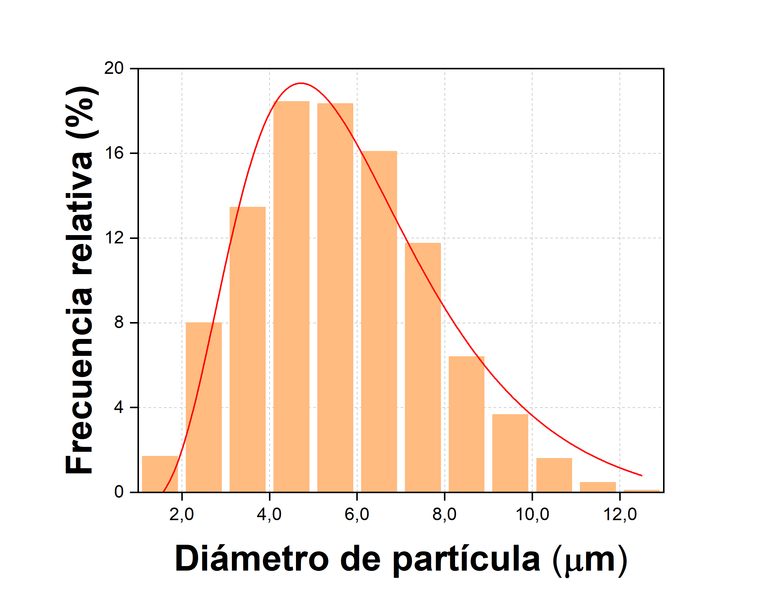 Frecuencia relativa (%)
20
16
12
8
4
0
2,0 4,0 6,0 8,0 10,0 12,0
Diámetro de partícula (μm)